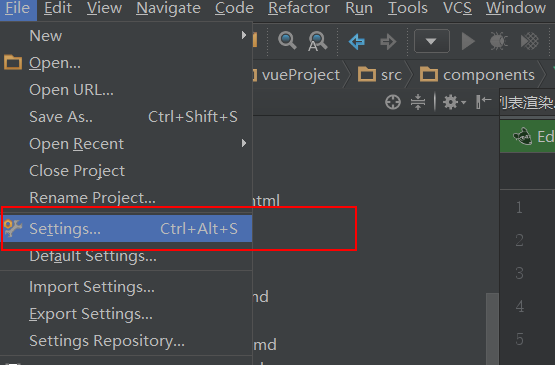 File Edit View Navigate Code Refactor Run Tools VCS Window
New
Open...
vueProject src components
Open URL...
Save As.. Ctrl+Shift+S
列表渲染
Open Recent
Ed
Close Project
Rename Project...
html
1
Settings... Ctrl+Alt+S
2
Default Settings...
3
Import Settings...
md
4
Export Settings...
Settings Repository...
md
5